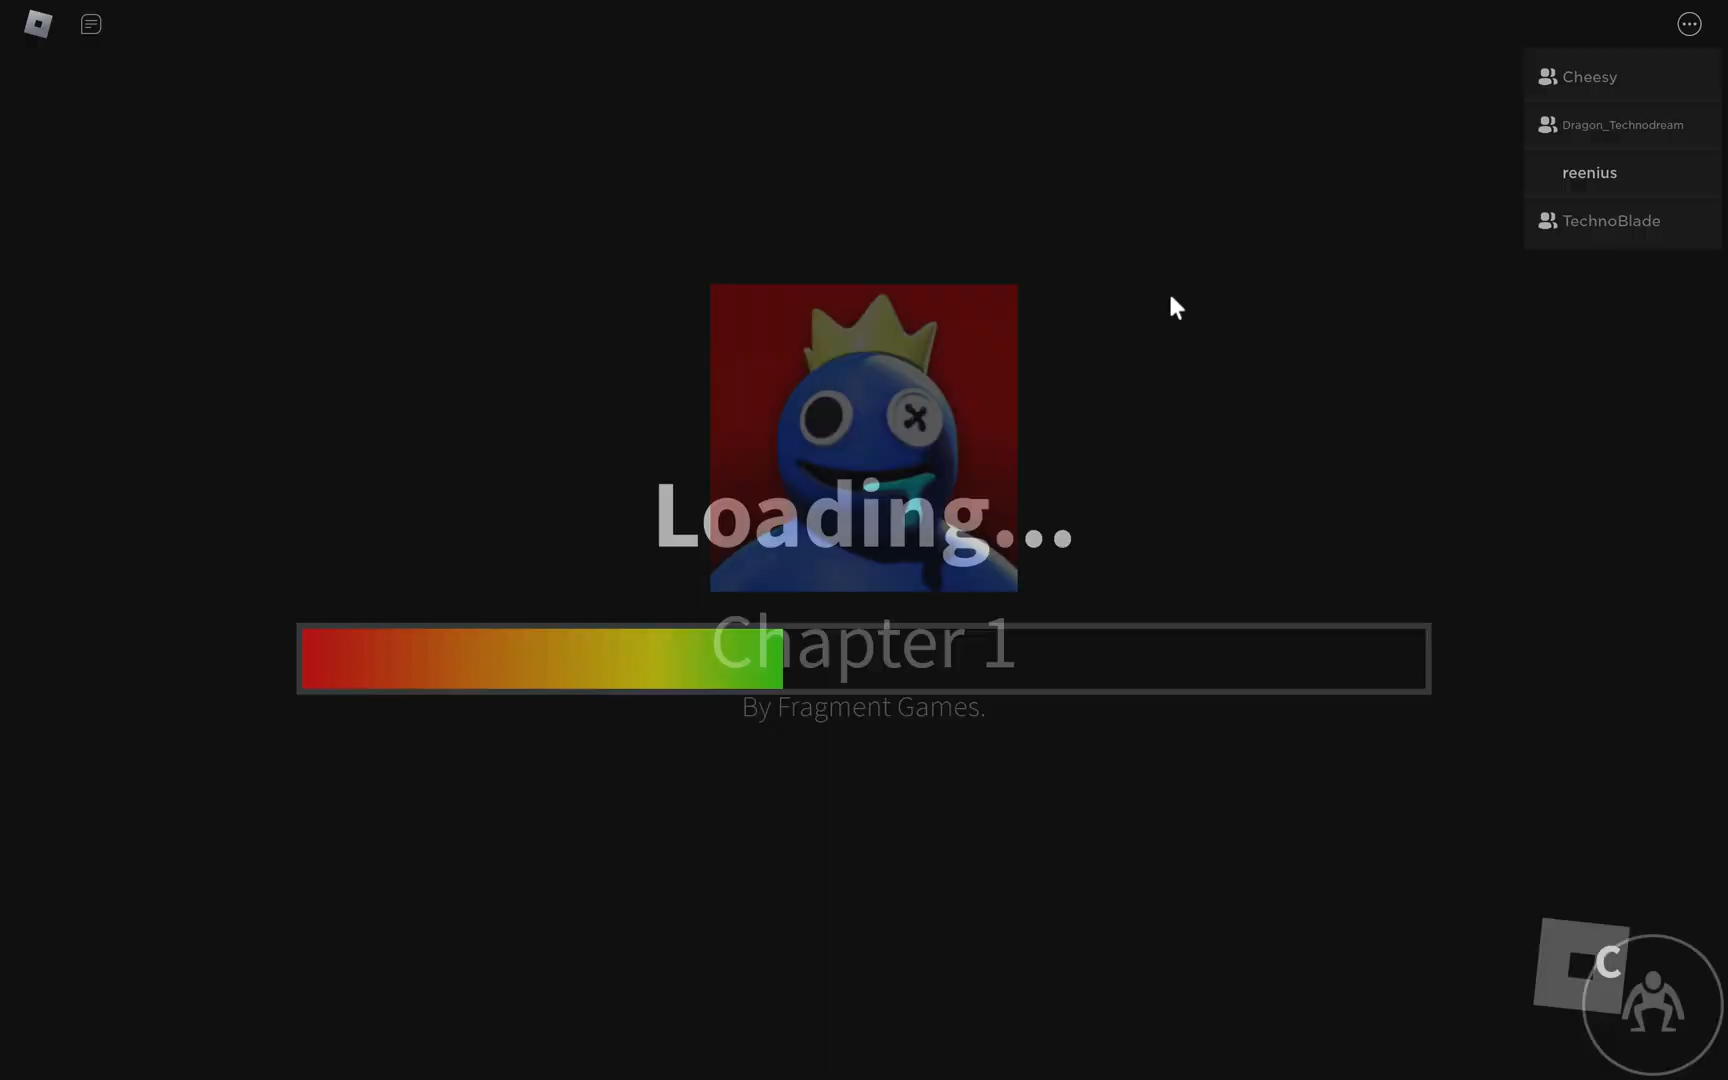 Cheesy
Dragon_Technodream
reenius
TechnoBlade
Loading...
Chapter 1
By Fragment Games.
C